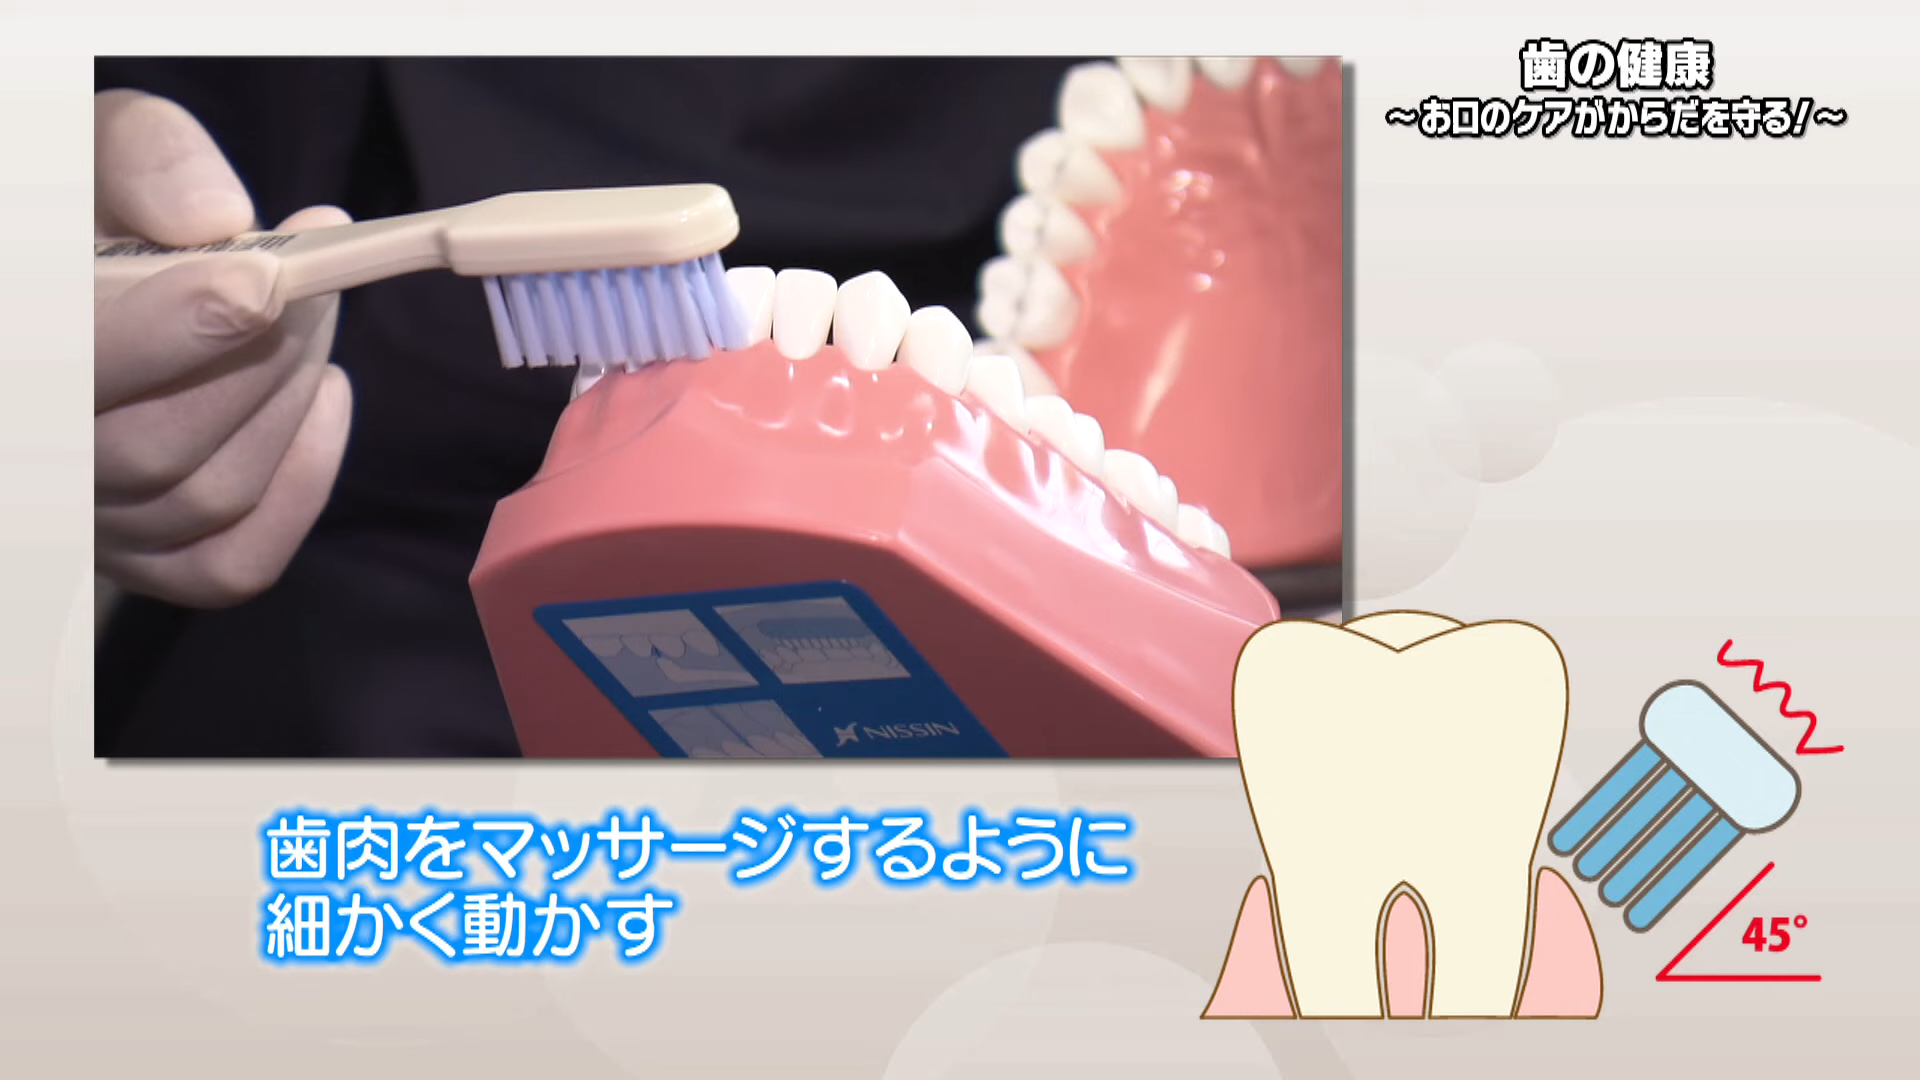 歯の健康
～お口のケアがからだを守る！～
NISSIN
歯肉をマッサージするように
細かく動かす
45°